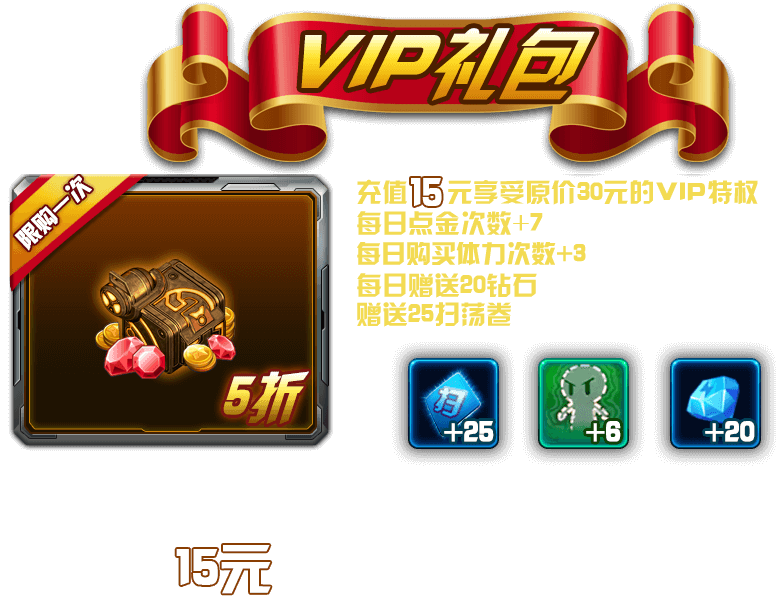 VIP礼包
限购一次
充值15元享受原价30元的VIP特权
每日点金次数+7
每日购买体力次数+3
每日赠送20钻石
赠送25扫荡卷
5折
扫
+25
+6
+20
15元